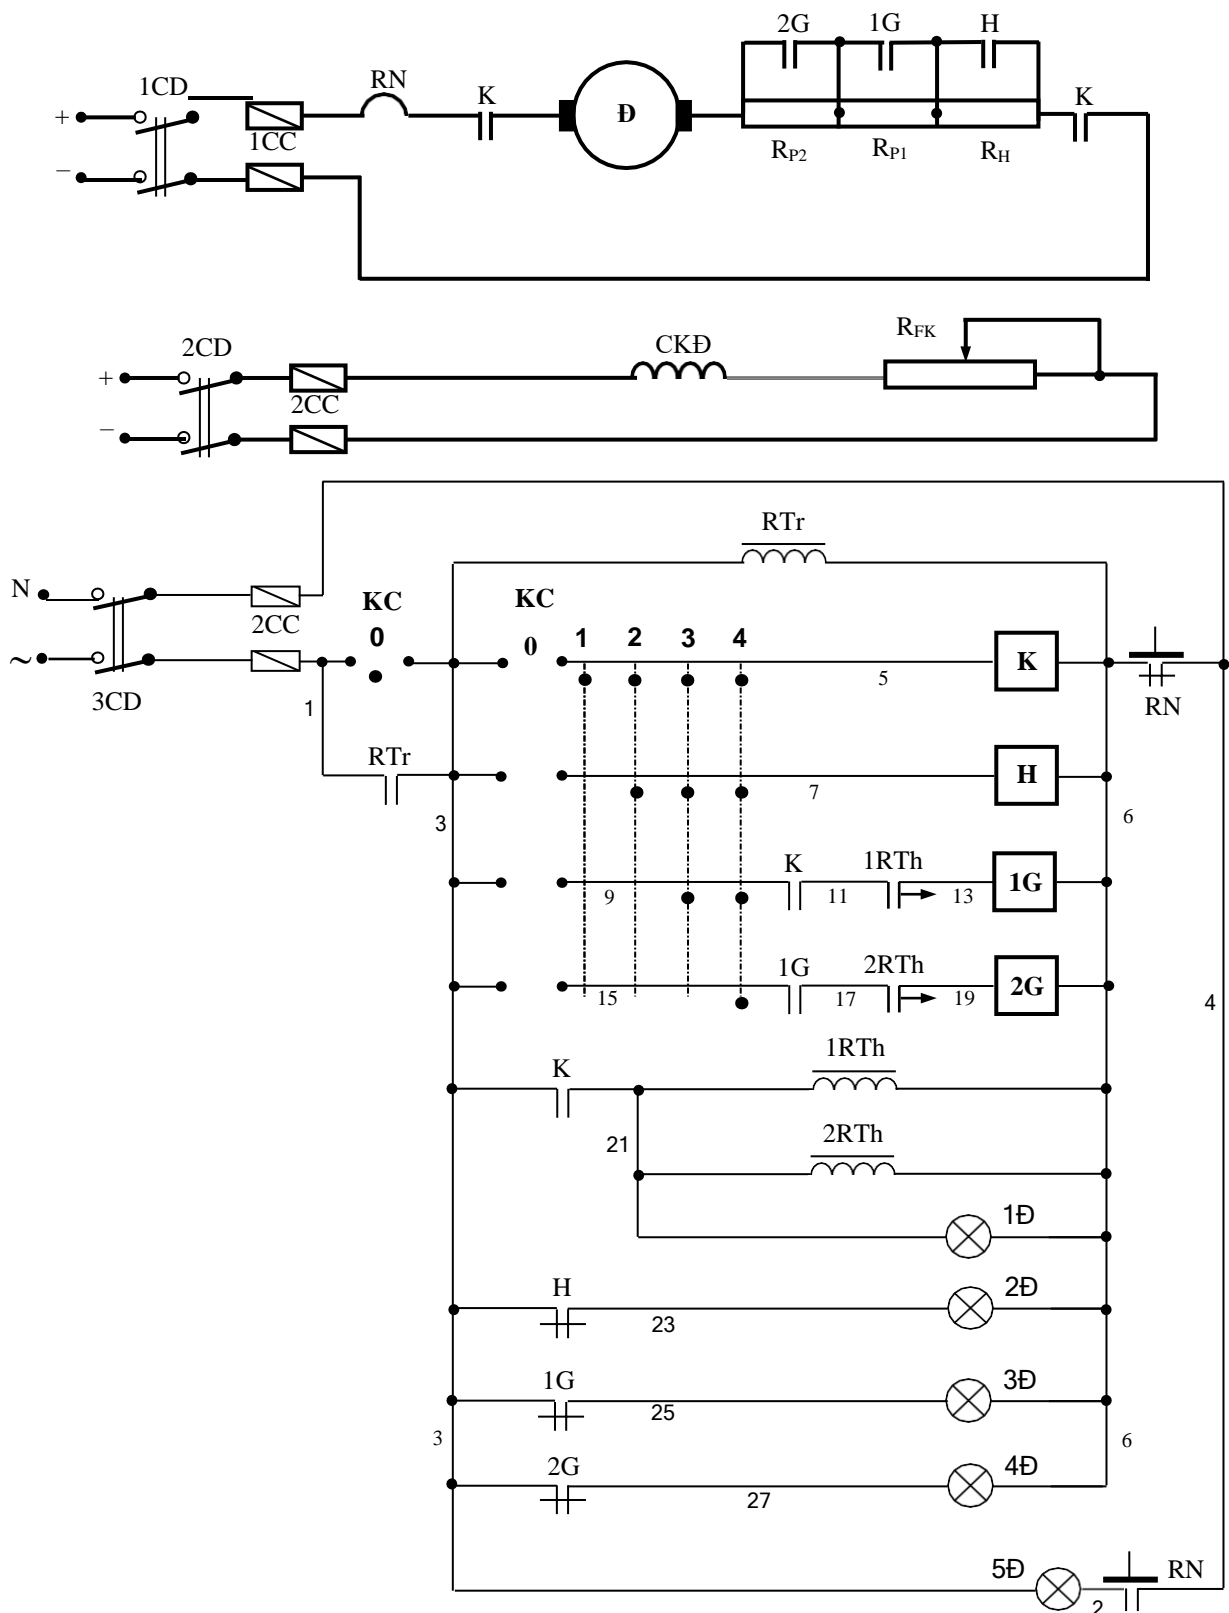 2G 1G H
1CD RN K K
+ Đ
1CC
R_P2 R_P1 R_H
−
2CD CKĐ R_FK
+
2CC
−
RTr
N
KC KC
2CC 0 0 1 2 3 4 K
~
3CD 1 5 RN
RTr H
7
3 6
K 1RTh 1G
9 11 13
1G 2RTh 2G
15 17 19 4
1RTh
K
21 2RTh
1Đ
H 2Đ
23
1G 3Đ
25
3 6
2G 4Đ
27
5Đ RN
2